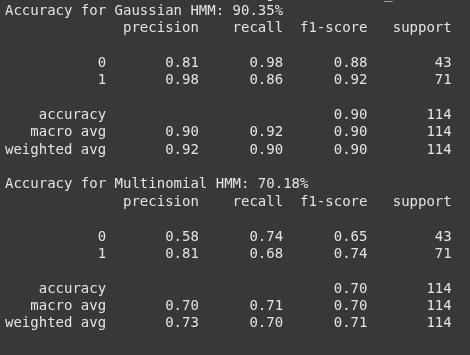 Accuracy for Gaussian HMM: 90.35%
precision recall f1-score support
0 0.81 0.98 0.88 43
1 0.98 0.86 0.92 71
accuracy 0.90 114
macro avg 0.90 0.92 0.90 114
weighted avg 0.92 0.90 0.90 114
Accuracy for Multinomial HMM: 70.18%
precision recall f1-score support
0 0.58 0.74 0.65 43
1 0.81 0.68 0.74 71
accuracy 0.70 114
macro avg 0.70 0.71 0.70 114
weighted avg 0.73 0.70 0.71 114